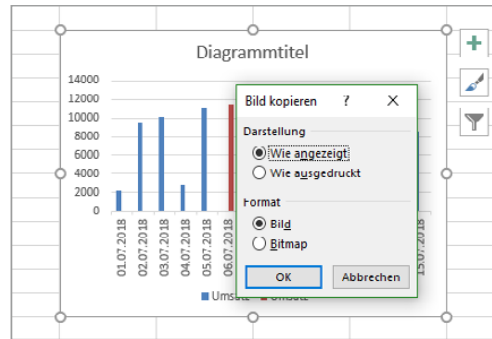 Diagrammtitel
14000
12000
10000
8000
6000
4000
2000
0
01.07.2018
02.07.2018
03.07.2018
04.07.2018
05.07.2018
06.07.2018
15.07.2018
Umsatz Umsatz
Bild kopieren ? X
Darstellung
Wie angezeigt
Wie ausgedruckt
Format
Bild
Bitmap
OK Abbrechen